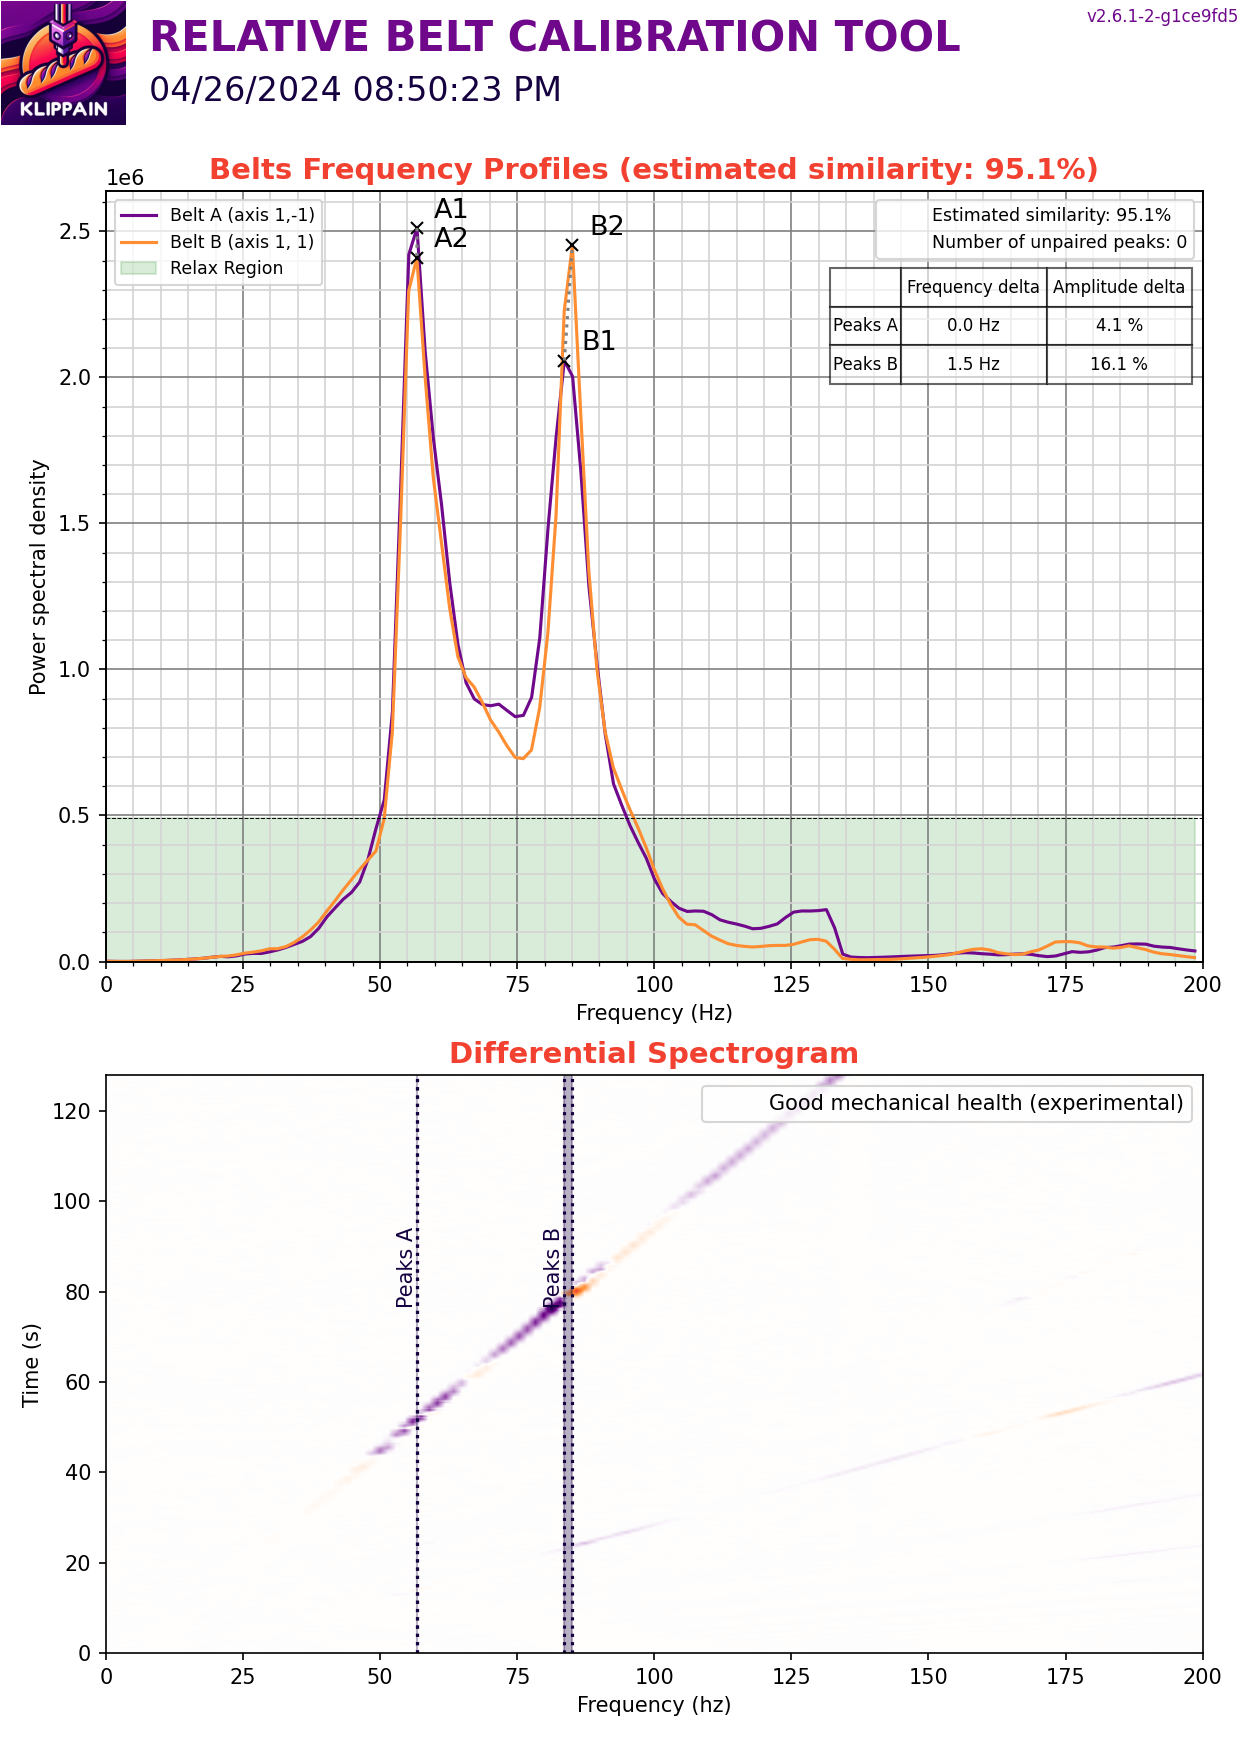 v2.6.1-2-g1ce9fd5
RELATIVE BELT CALIBRATION TOOL
04/26/2024 08:50:23 PM
KLIPPAIN
Belts Frequency Profiles (estimated similarity: 95.1%)
1e6
Belt A (axis 1,-1)
Belt B (axis 1, 1)
Relax Region
A1
A2
B2
B1
Estimated similarity: 95.1%
Number of unpaired peaks: 0
Frequency delta Amplitude delta
Peaks A 0.0 Hz 4.1 %
Peaks B 1.5 Hz 16.1 %
Power spectral density
2.5
2.0
1.5
1.0
0.5
0.0
0 25 50 75 100 125 150 175 200
Frequency (Hz)
Differential Spectrogram
Good mechanical health (experimental)
Peaks A
Peaks B
Time (s)
120
100
80
60
40
20
0
0 25 50 75 100 125 150 175 200
Frequency (hz)